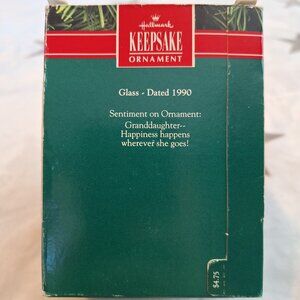 Hallmark
KEEPSAKE
ORNAMENT
Glass - Dated 1990
Sentiment on Ornament:
Granddaughter--
Happiness happens
wherever she goes!
$4.75